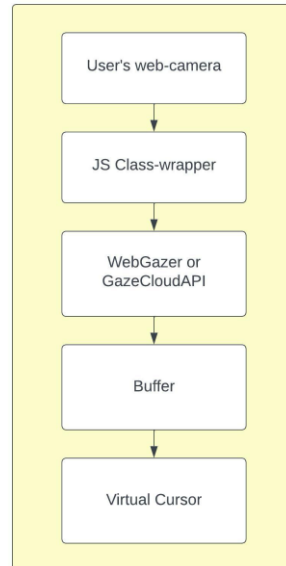 User's web-camera
JS Class-wrapper
WebGazer or
GazeCloudAPI
Buffer
Virtual Cursor